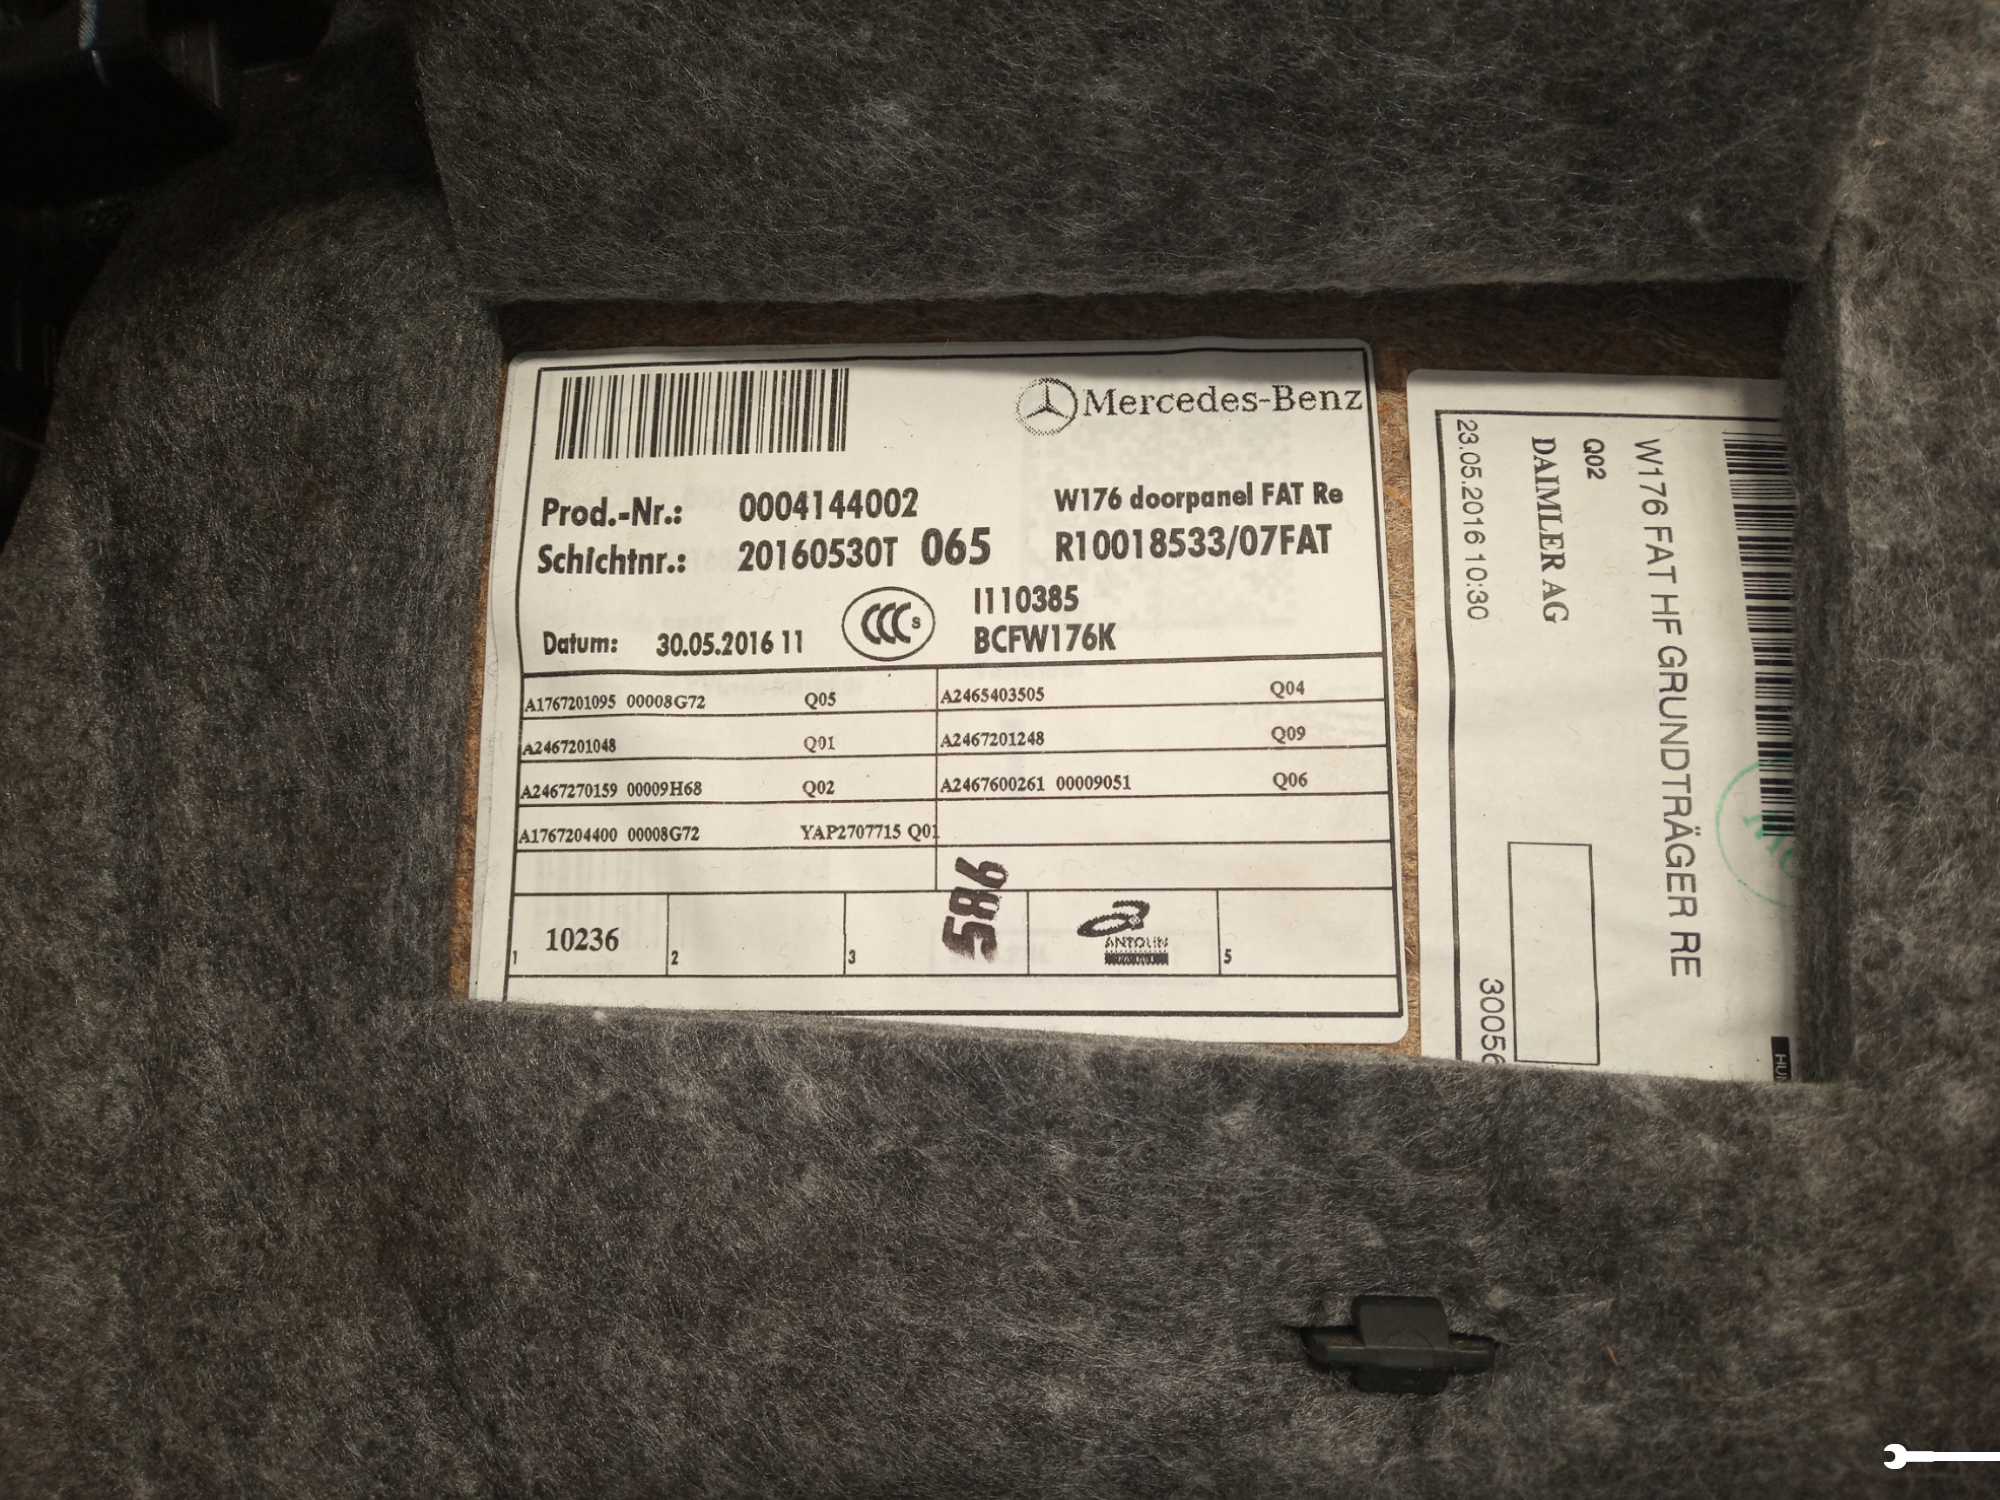 Mercedes-Benz
Prod.-Nr.: 0004144002 W176 doorpanel FAT Re
Schichtnr.: 20160530T 065 R10018533/07FAT
CCC S I110385
Datum: 30.05.2016 11 BCFW176K
A1767201095 00008G72 Q05 A2465403505 Q04
A2467201048 Q01 A2467201248 Q09
A2467270159 00009H68 Q02 A2467600261 00009051 Q06
A1767204400 00008G72 YAP2707715 Q01
586
1 10236 2 3 ANTOLIN 5
W176 FAT HF GRUNDTRÄGER RE
Q02
DAIMLER AG
23.05.2016 10:30
30056
HUN